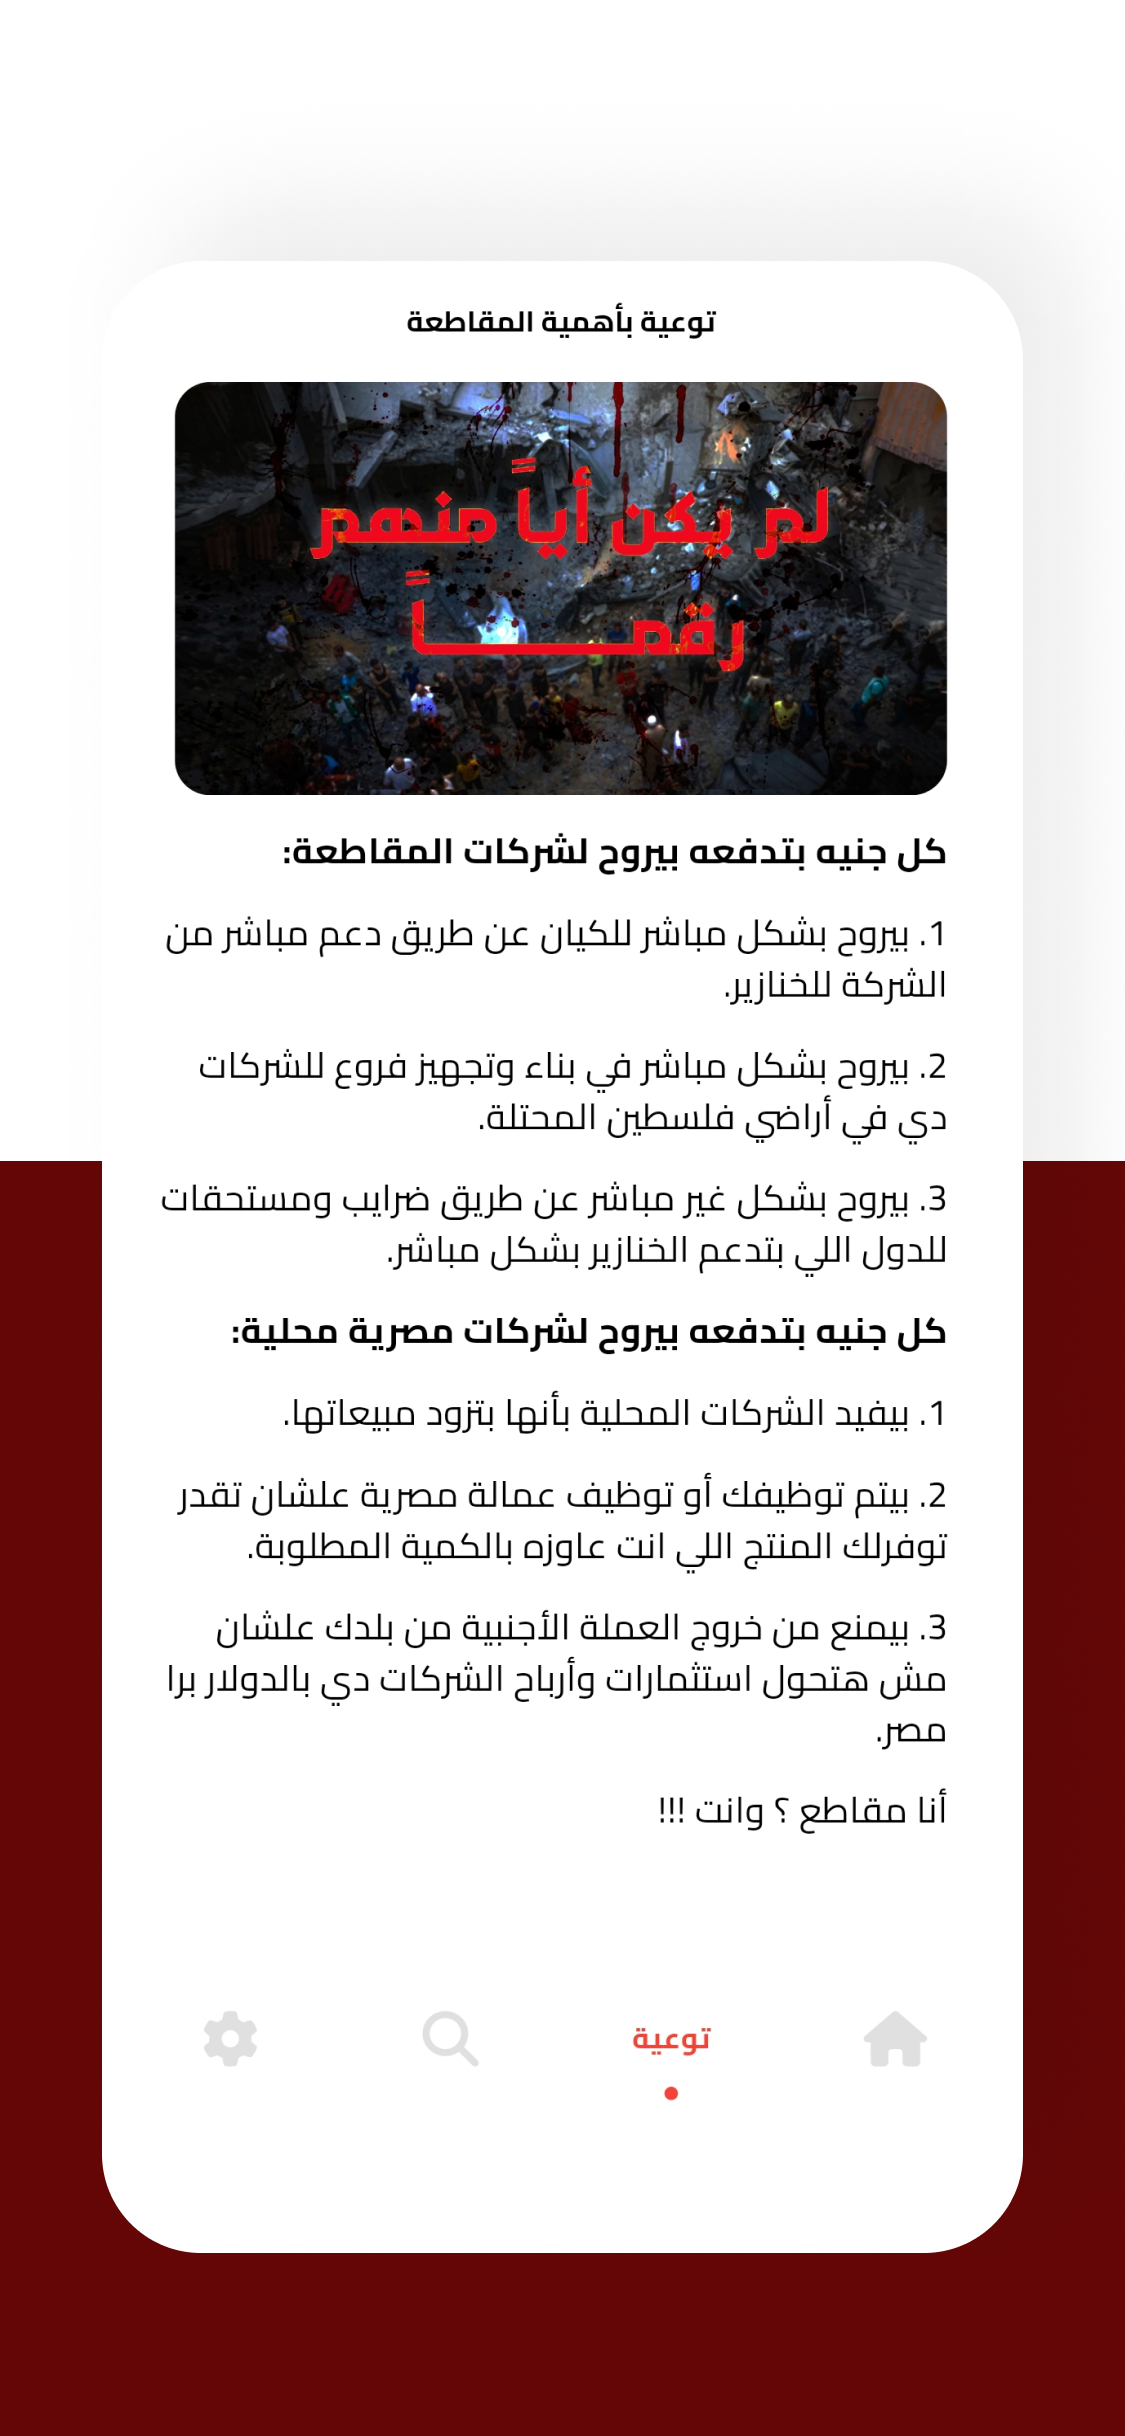 توعية بأهمية المقاطعة
لم يكن أياً منهم
رقمـــــــــاً
كل جنيه بتدفعه بيروح لشركات المقاطعة:
1. بيروح بشكل مباشر للكيان عن طريق دعم مباشر من
الشركة للخنازير.
2. بيروح بشكل مباشر في بناء وتجهيز فروع للشركات
دي في أراضي فلسطين المحتلة.
3. بيروح بشكل غير مباشر عن طريق ضرايب ومستحقات
للدول اللي بتدعم الخنازير بشكل مباشر.
كل جنيه بتدفعه بيروح لشركات مصرية محلية:
1. بيفيد الشركات المحلية بأنها بتزود مبيعاتها.
2. بيتم توظيفك أو توظيف عمالة مصرية علشان تقدر
توفرلك المنتج اللي انت عاوزه بالكمية المطلوبة.
3. بيمنع من خروج العملة الأجنبية من بلدك علشان
مش هتحول استثمارات وأرباح الشركات دي بالدولار برا
مصر.
أنا مقاطع ؟ وانت !!!
توعية